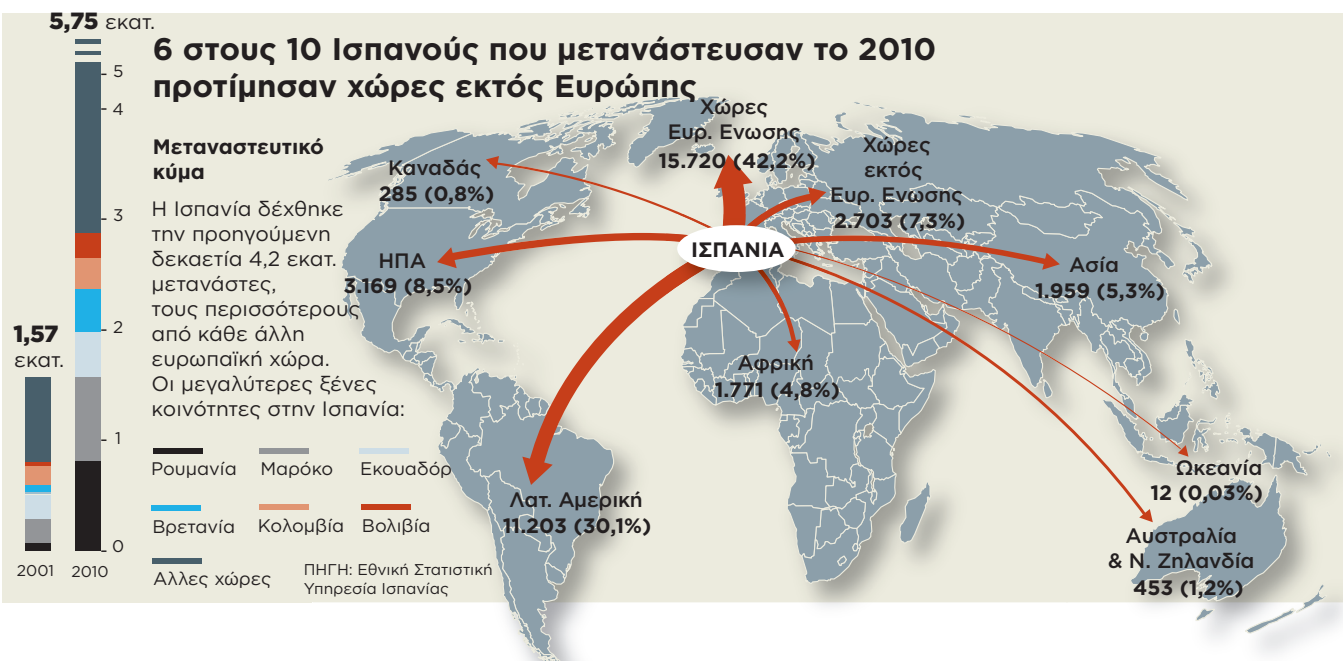 5,75 εκατ.
6 στους 10 Ισπανούς που μετανάστευσαν το 2010
προτίμησαν χώρες εκτός Ευρώπης
Μεταναστευτικό
κύμα
Η Ισπανία δέχθηκε
την προηγούμενη
δεκαετία 4,2 εκατ.
μετανάστες,
τους περισσότερους
από κάθε άλλη
ευρωπαϊκή χώρα.
Οι μεγαλύτερες ξένες
κοινότητες στην Ισπανία:
Ρουμανία
Μαρόκο
Εκουαδόρ
Βρετανία
Κολομβία
Βολιβία
Αλλες χώρες
ΠΗΓΗ: Εθνική Στατιστική
Υπηρεσία Ισπανίας
1,57
εκατ.
5
4
3
2
1
0
2001
2010
Καναδάς
285 (0,8%)
Χώρες
Ευρ. Ενωσης
15.720 (42,2%)
Χώρες
εκτός
Ευρ. Ενωσης
2.703 (7,3%)
ΙΣΠΑΝΙΑ
ΗΠΑ
3.169 (8,5%)
Ασία
1.959 (5,3%)
Αφρική
1.771 (4,8%)
Λατ. Αμερική
11.203 (30,1%)
Ωκεανία
12 (0,03%)
Αυστραλία
& Ν. Ζηλανδία
453 (1,2%)